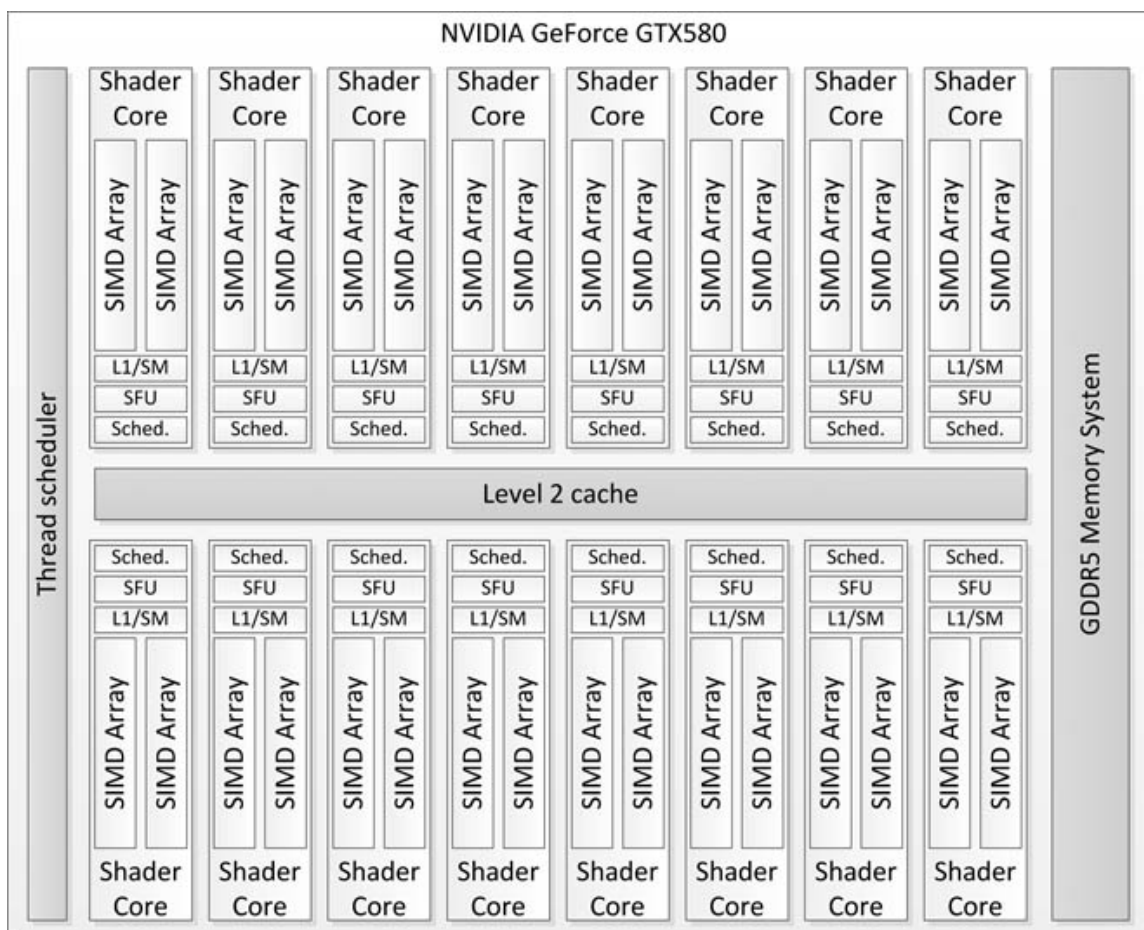 NVIDIA GeForce GTX580
Thread scheduler
Shader
Core
SIMD Array
SIMD Array
L1/SM
SFU
Sched.
Shader
Core
SIMD Array
SIMD Array
L1/SM
SFU
Sched.
Shader
Core
SIMD Array
SIMD Array
L1/SM
SFU
Sched.
Shader
Core
SIMD Array
SIMD Array
L1/SM
SFU
Sched.
Shader
Core
SIMD Array
SIMD Array
L1/SM
SFU
Sched.
Shader
Core
SIMD Array
SIMD Array
L1/SM
SFU
Sched.
Shader
Core
SIMD Array
SIMD Array
L1/SM
SFU
Sched.
Shader
Core
SIMD Array
SIMD Array
L1/SM
SFU
Sched.
Level 2 cache
Sched.
SFU
L1/SM
SIMD Array
SIMD Array
Shader
Core
Sched.
SFU
L1/SM
SIMD Array
SIMD Array
Shader
Core
Sched.
SFU
L1/SM
SIMD Array
SIMD Array
Shader
Core
Sched.
SFU
L1/SM
SIMD Array
SIMD Array
Shader
Core
Sched.
SFU
L1/SM
SIMD Array
SIMD Array
Shader
Core
Sched.
SFU
L1/SM
SIMD Array
SIMD Array
Shader
Core
Sched.
SFU
L1/SM
SIMD Array
SIMD Array
Shader
Core
Sched.
SFU
L1/SM
SIMD Array
SIMD Array
Shader
Core
GDDR5 Memory System